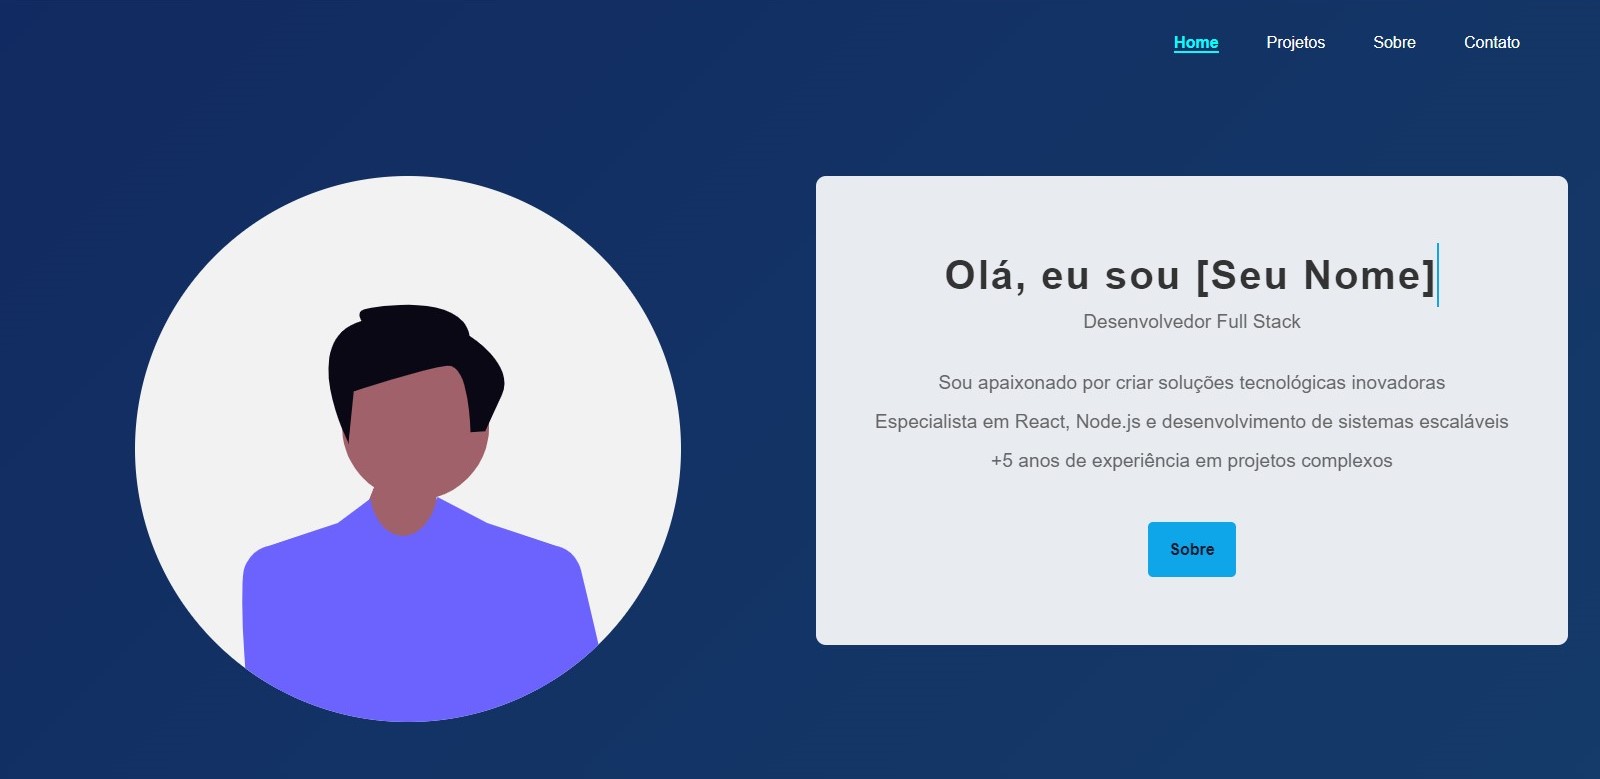 Home Projetos Sobre Contato
Olá, eu sou [Seu Nome]
Desenvolvedor Full Stack
Sou apaixonado por criar soluções tecnológicas inovadoras
Especialista em React, Node.js e desenvolvimento de sistemas escaláveis
+5 anos de experiência em projetos complexos
Sobre